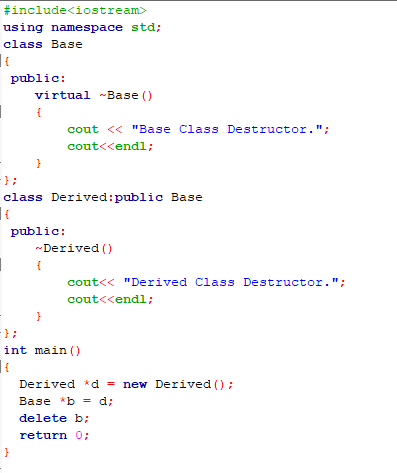 #include<iostream>
using namespace std;
class Base
{
 public:
    virtual ~Base()
    {
        cout << "Base Class Destructor.";
        cout<<endl;
    }
};
class Derived:public Base
{
 public:
    ~Derived()
    {
        cout<< "Derived Class Destructor.";
        cout<<endl;
    }
};
int main()
{
  Derived *d = new Derived();
  Base *b = d;
  delete b;
  return 0;
}